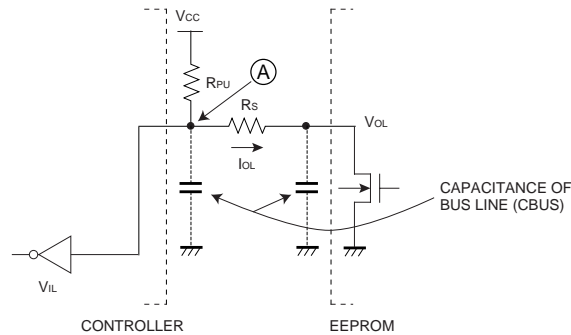 VCC
RPU
A
RS
VOL
IOL
CAPACITANCE OF
BUS LINE (CBUS)
VIL
CONTROLLER
EEPROM